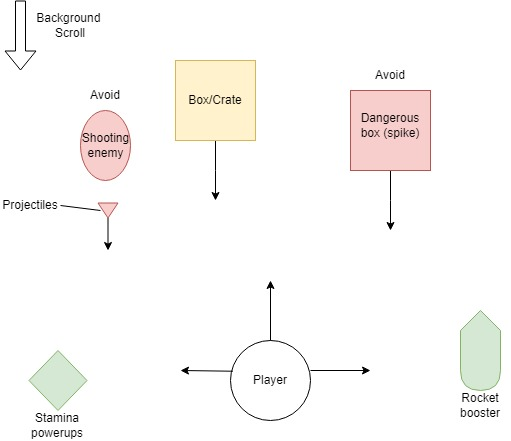 Background
Scroll
Avoid
Avoid
Box/Crate
Dangerous
box (spike)
Shooting
enemy
Projectiles
Player
Stamina
powerups
Rocket
booster